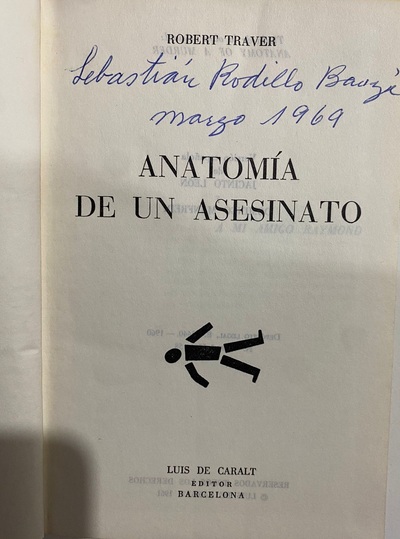 ROBERT TRAVER
Sebastián Rodillo Bauzá
marzo 1969
ANATOMÍA
DE UN ASESINATO
LUIS DE CARALT
EDITOR
BARCELONA